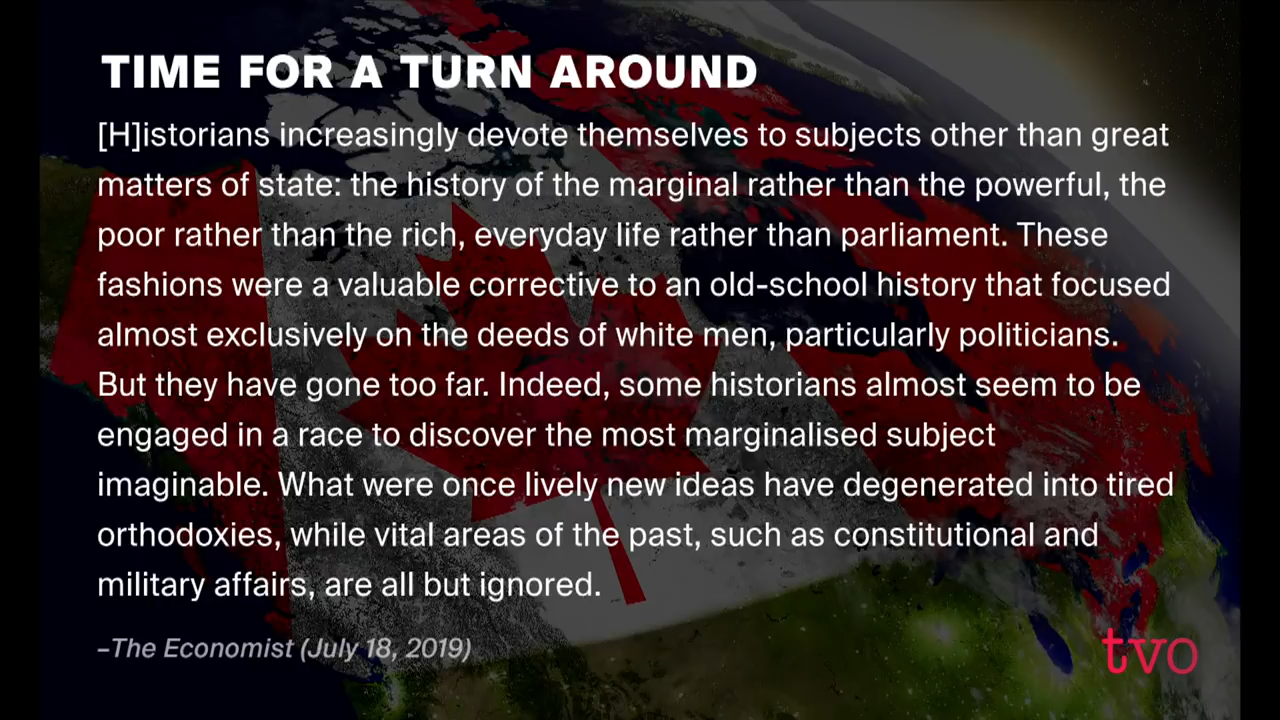 TIME FOR A TURN AROUND
[H]istorians increasingly devote themselves to subjects other than great
matters of state: the history of the marginal rather than the powerful, the
poor rather than the rich, everyday life rather than parliament. These
fashions were a valuable corrective to an old-school history that focused
almost exclusively on the deeds of white men, particularly politicians.
But they have gone too far. Indeed, some historians almost seem to be
engaged in a race to discover the most marginalised subject
imaginable. What were once lively new ideas have degenerated into tired
orthodoxies, while vital areas of the past, such as constitutional and
military affairs, are all but ignored.
–The Economist (July 18, 2019)
tvo